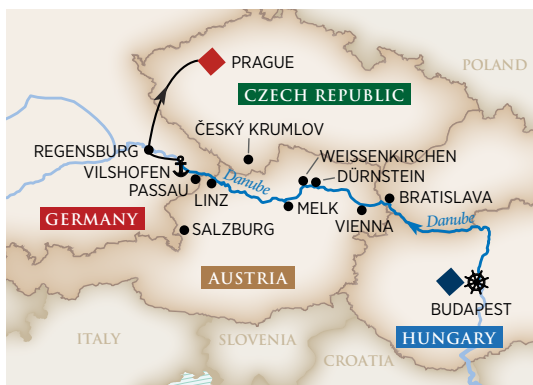 PRAGUE
POLAND
CZECH REPUBLIC
ČESKÝ KRUMLOV
REGENSBURG
WEISSENKIRCHEN
VILSHOFEN
Danube
DÜRNSTEIN
PASSAU
LINZ
BRATISLAVA
MELK
GERMANY
VIENNA
Danube
SALZBURG
AUSTRIA
BUDAPEST
ITALY
SLOVENIA
HUNGARY
CROATIA